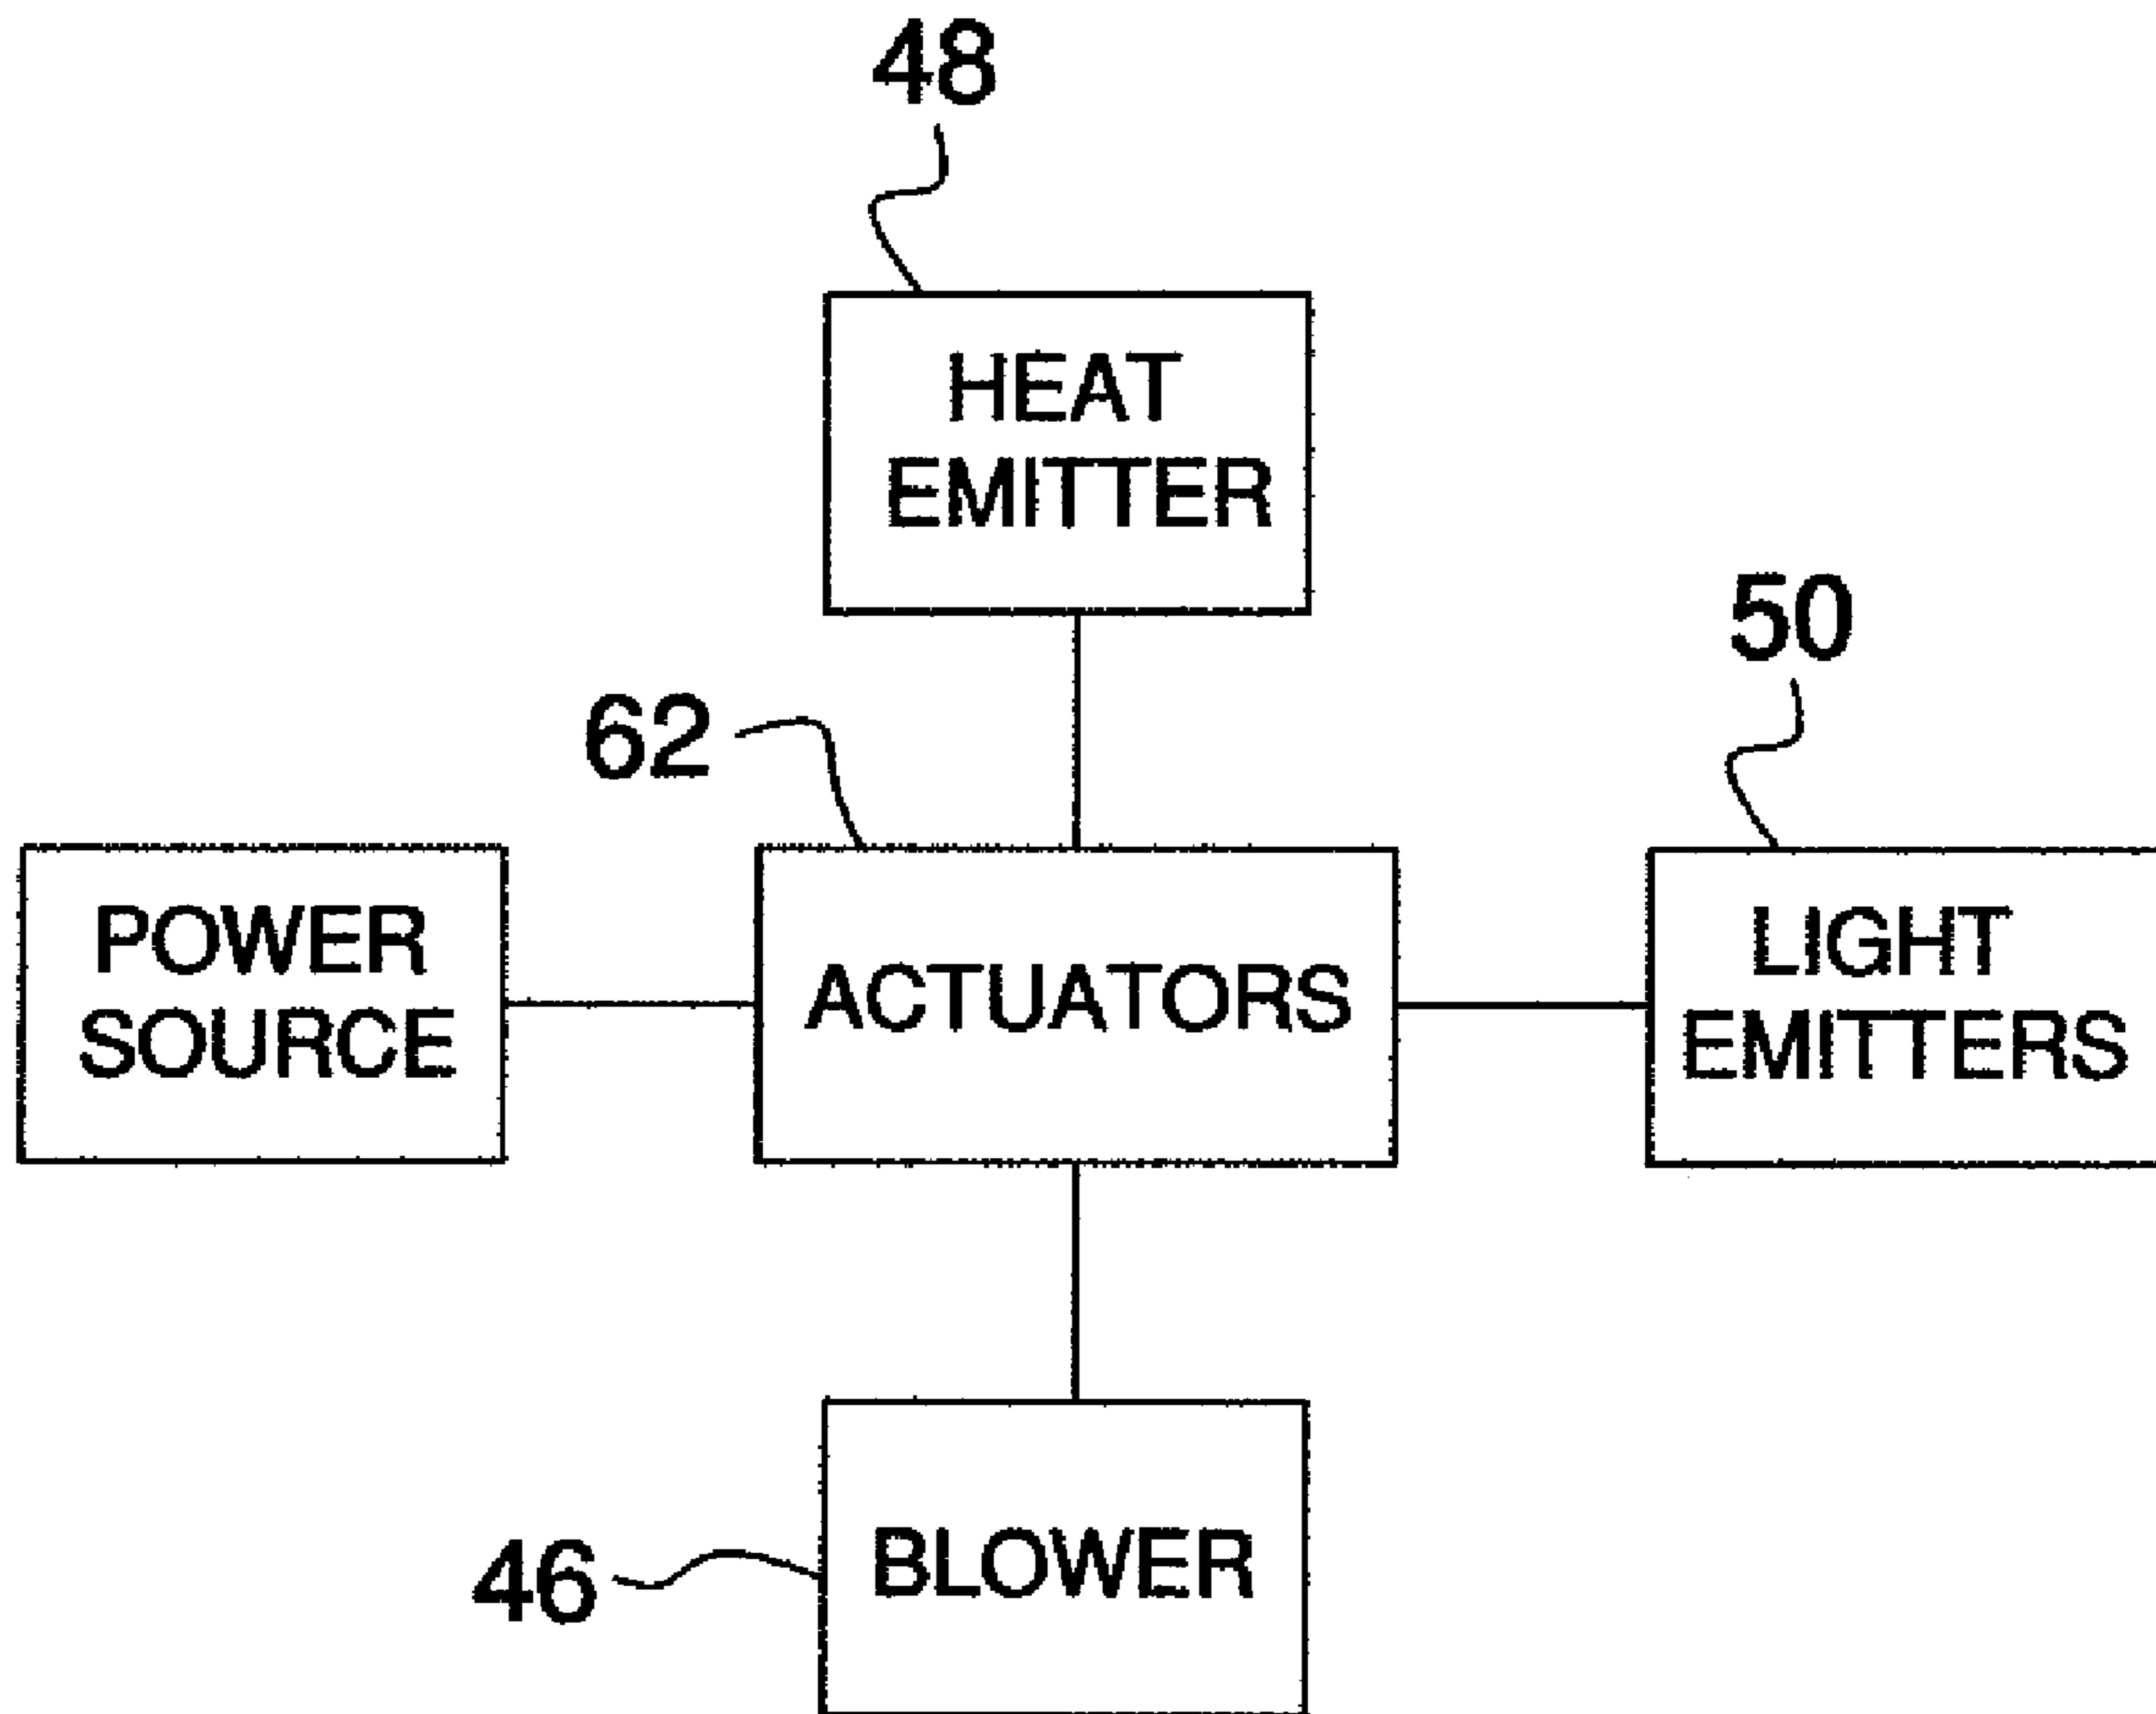 48
HEAT
EMITTER
50
62
POWER
SOURCE
ACTUATORS
LIGHT
EMITTERS
46
BLOWER